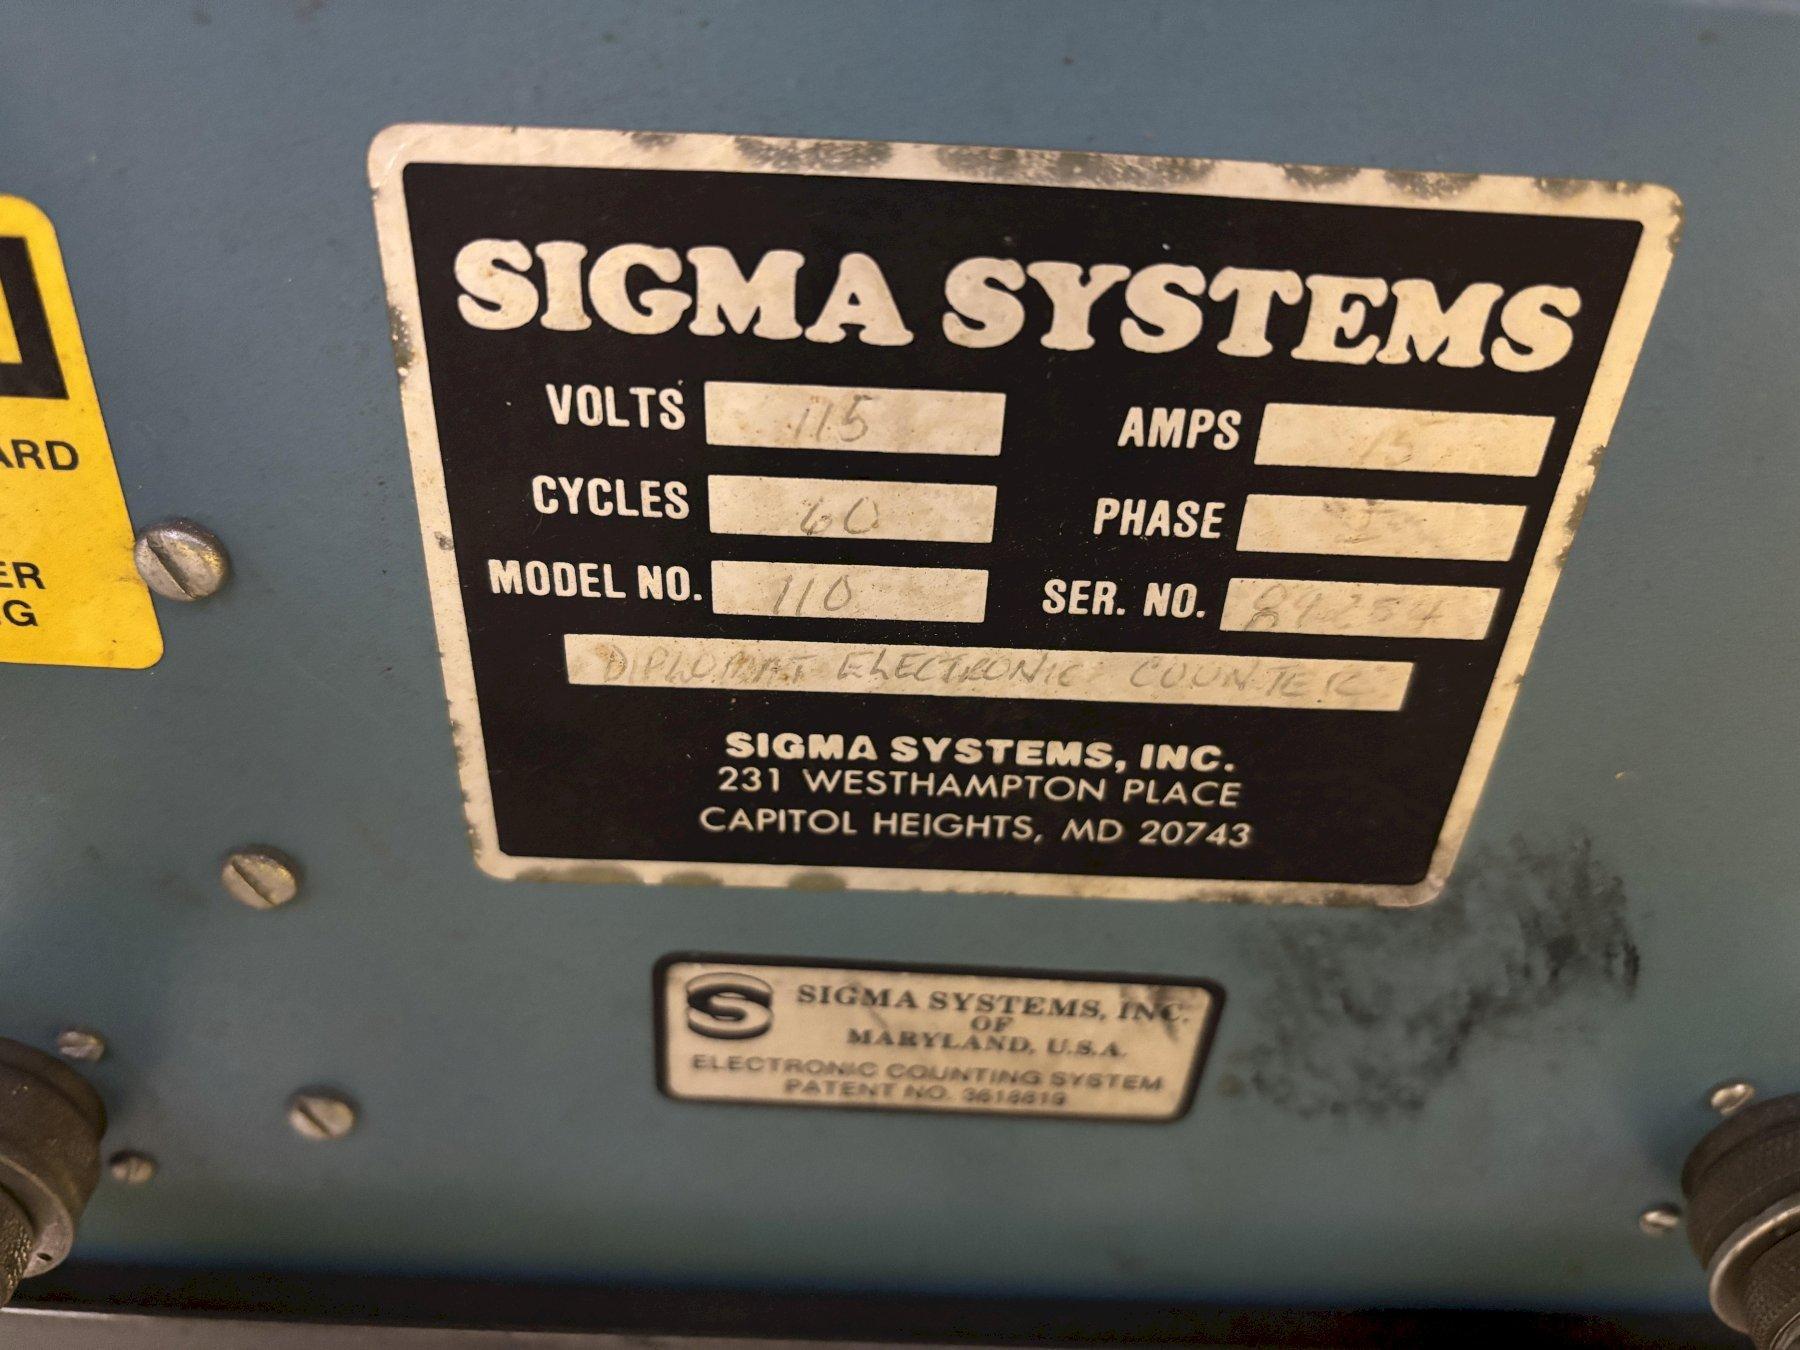 ARD
ER
G
SIGMA SYSTEMS
VOLTS 115 AMPS 15
CYCLES 60 PHASE
MODEL NO. 110 SER. NO.
DIPLOMAT ELECTRONIC COUNTER
SIGMA SYSTEMS, INC.
231 WESTHAMPTON PLACE
CAPITOL HEIGHTS, MD 20743
S SIGMA SYSTEMS, INC.
OF
MARYLAND, U.S.A.
ELECTRONIC COUNTING SYSTEM
PATENT NO. 3618819